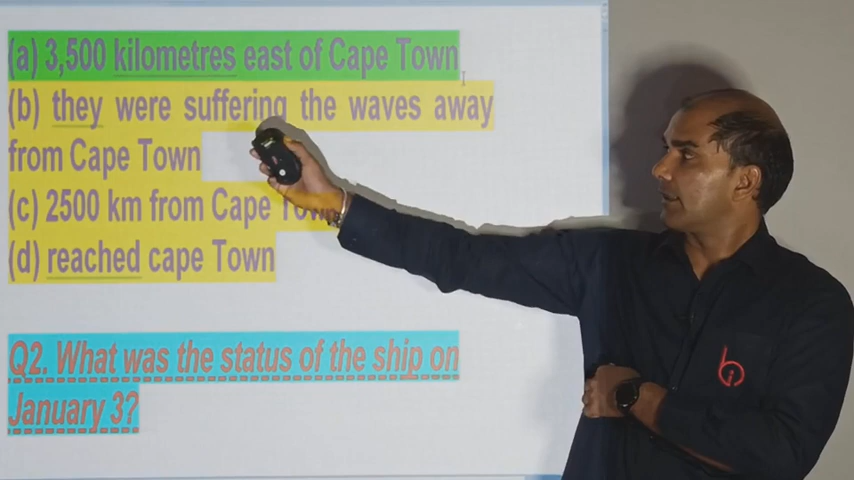 (a) 3,500 kilometres east of Cape Town
(b) they were suffering the waves away
from Cape Town
(c) 2500 km from Cape Town
(d) reached cape Town
Q2. What was the status of the ship on
January 3?